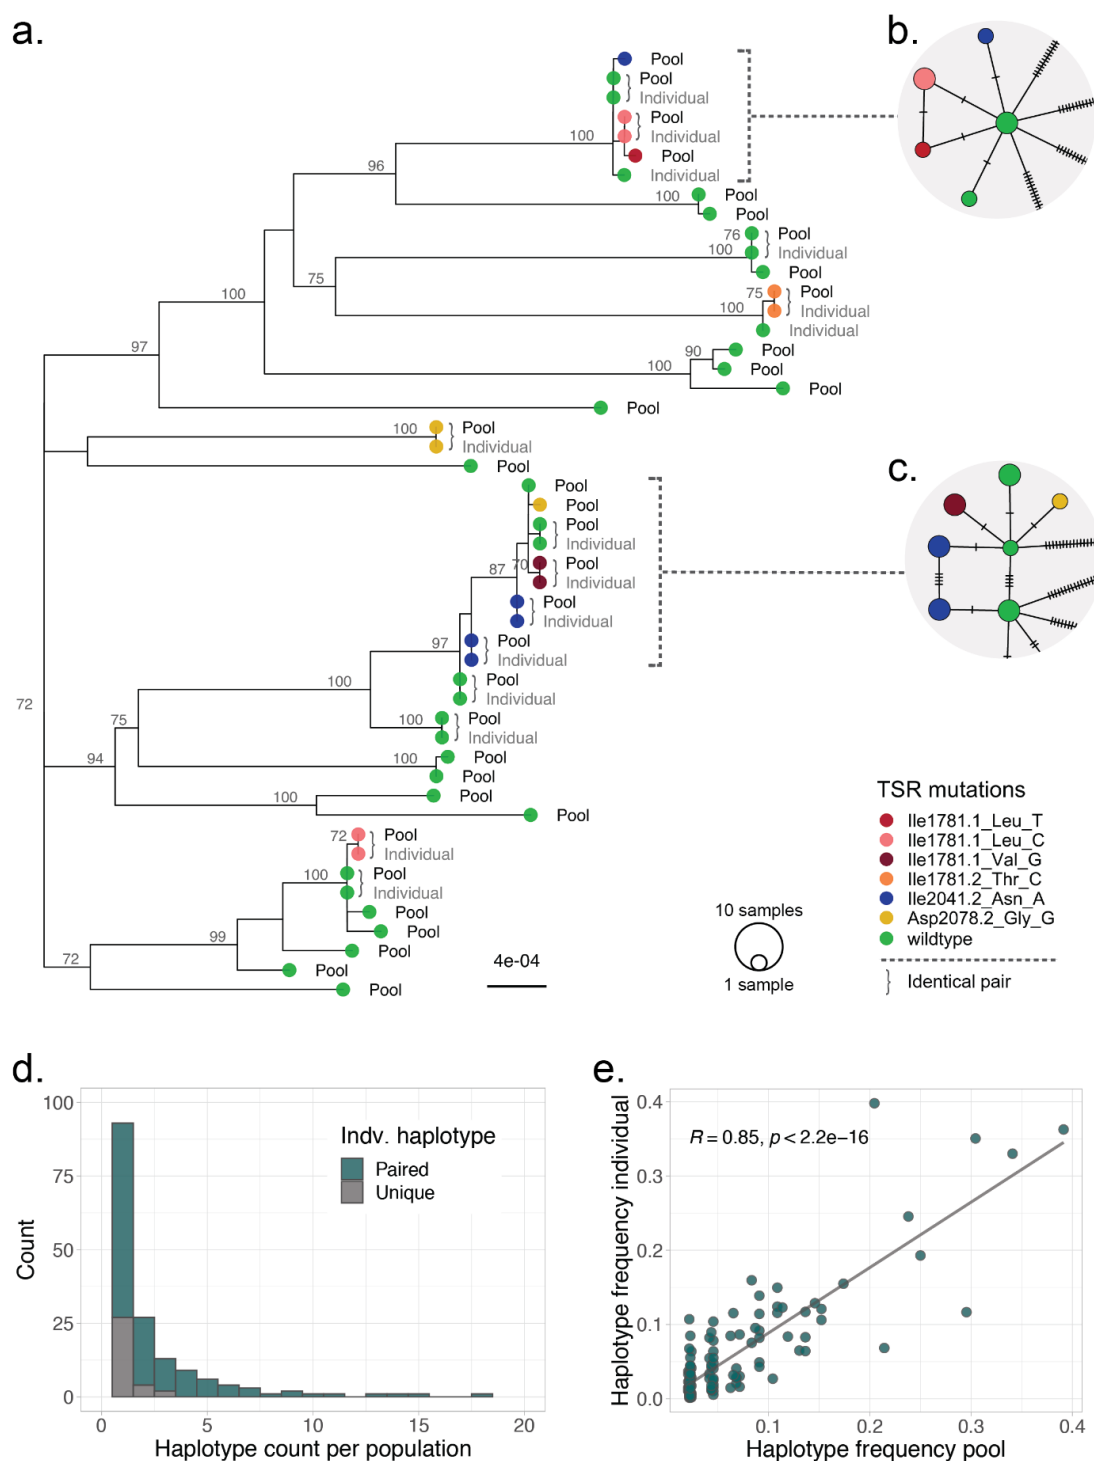 a.
b.
Pool
Pool
Individual
Pool
Individual
100
Pool
96
Individual
Pool
100
Pool
76
Pool
100
Individual
Pool
75
75
Pool
100
Individual
100
Individual
97
90
Pool
100
Pool
Pool
Pool
100
Pool
Individual
Pool
c.
Pool
Pool
Pool
Individual
87
70
Pool
Individual
Pool
Individual
97
Pool
Individual
100
Pool
Individual
72
75
100
Pool
Individual
94
100
Pool
Pool
100
Pool
Pool
72
Pool
Individual
100
Pool
Individual
Pool
99
Pool
Pool
72
Pool
Pool
4e-04
10 samples
1 sample
TSR mutations
Ile1781.1_Leu_T
Ile1781.1_Leu_C
Ile1781.1_Val_G
Ile1781.2_Thr_C
Ile2041.2_Asn_A
Asp2078.2_Gly_G
wildtype
Identical pair
d.
100
75
50
25
0
Count
Indv. haplotype
Paired
Unique
0
5
10
15
20
Haplotype count per population
e.
0.4
0.3
0.2
0.1
0.0
Haplotype frequency individual
R = 0.85, p < 2.2e−16
0.1
0.2
0.3
0.4
Haplotype frequency pool